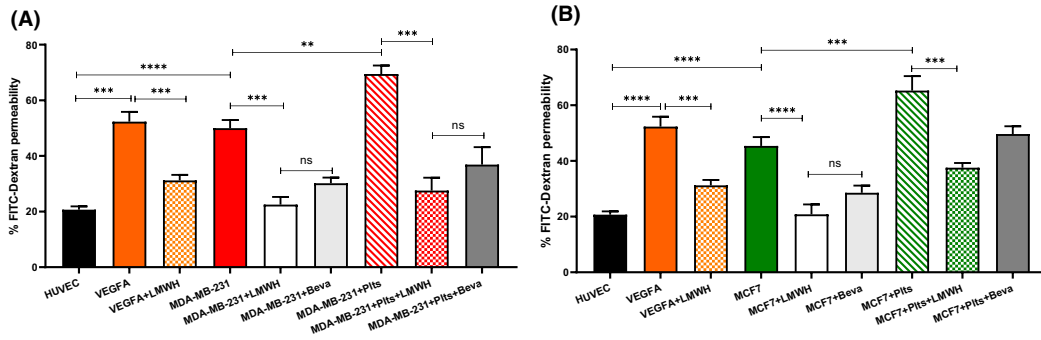 (A)
% FITC-Dextran permeability
80
60
40
20
0
**
***
****
***
***
***
ns
ns
HUVEC
VEGFA
VEGFA+LMWH
MDA-MB-231
MDA-MB-231+LMWH
MDA-MB-231+Beva
MDA-MB-231+Plts
MDA-MB-231+Plts+LMWH
MDA-MB-231+Plts+Beva
(B)
% FITC-Dextran permeability
80
60
40
20
0
***
****
***
****
***
****
ns
HUVEC
VEGFA
VEGFA+LMWH
MCF7
MCF7+LMWH
MCF7+Beva
MCF7+Plts
MCF7+Plts+LMWH
MCF7+Plts+Beva